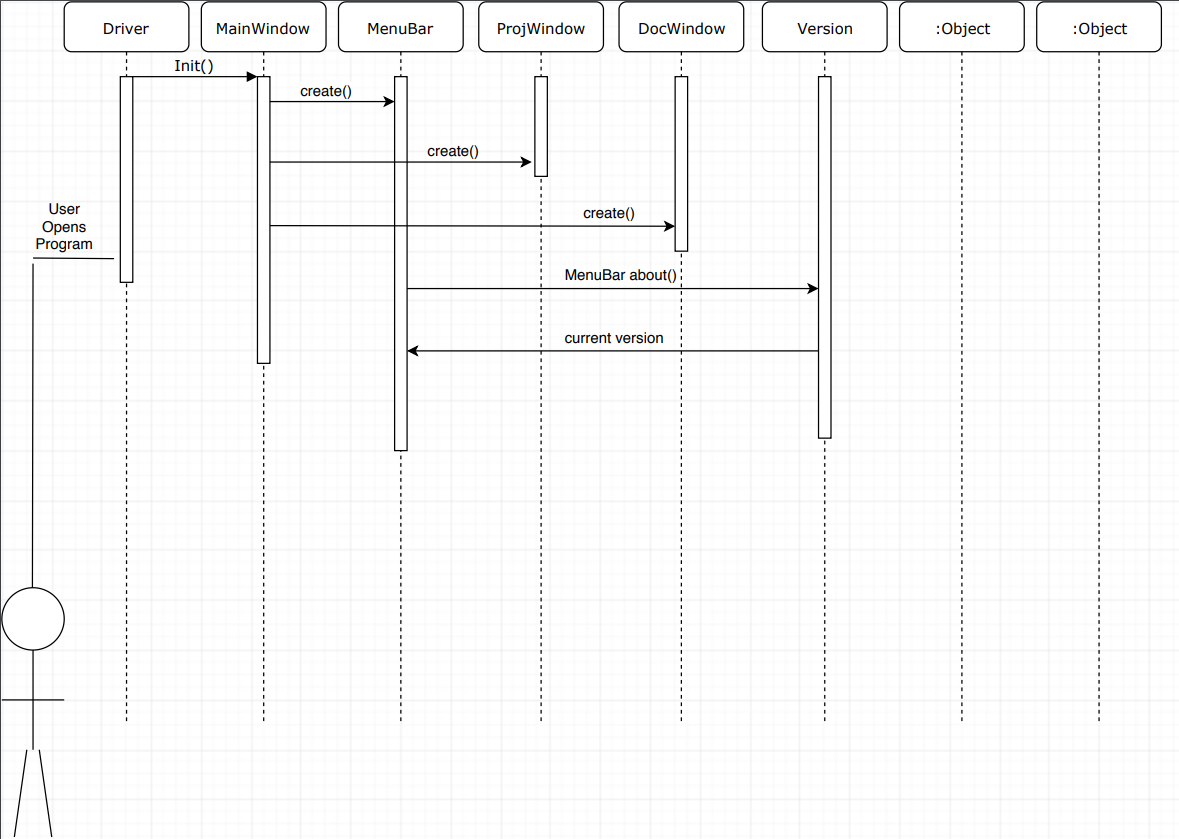 Driver
MainWindow
MenuBar
ProjWindow
DocWindow
Version
:Object
:Object
Init()
create()
create()
User
Opens
Program
create()
MenuBar about()
current version